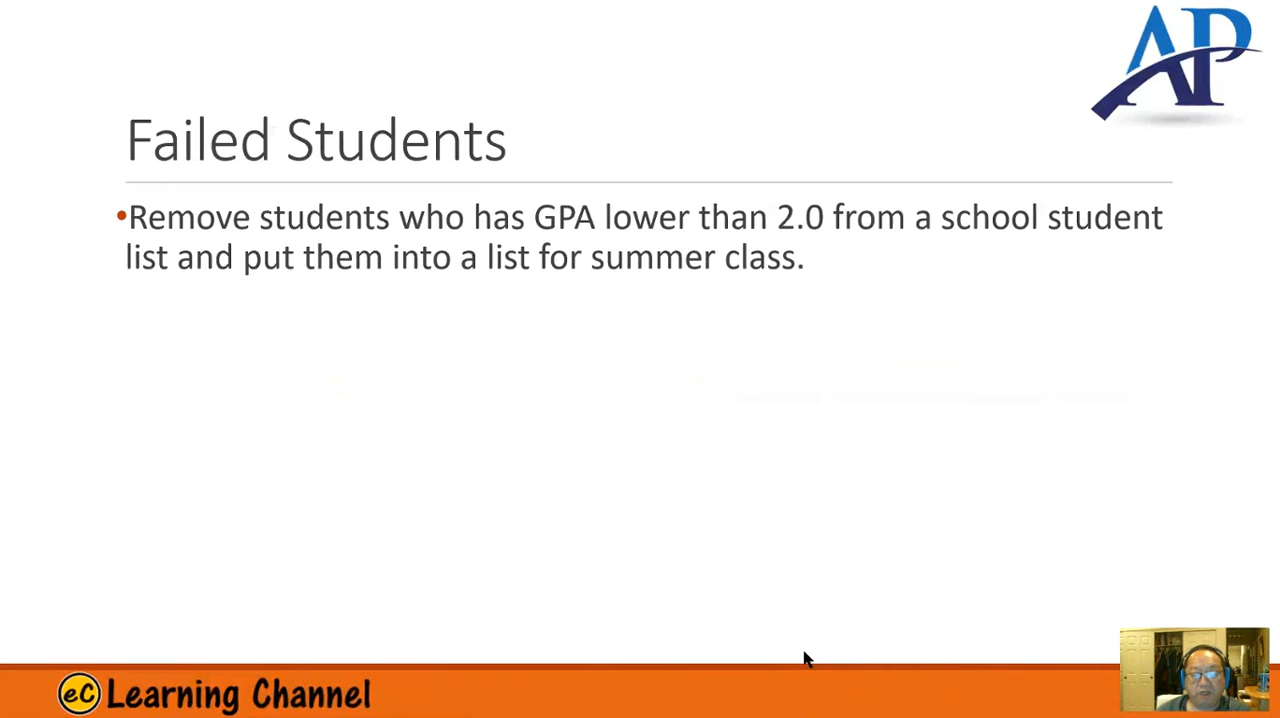 AP
Failed Students
•Remove students who has GPA lower than 2.0 from a school student
list and put them into a list for summer class.
eC Learning Channel